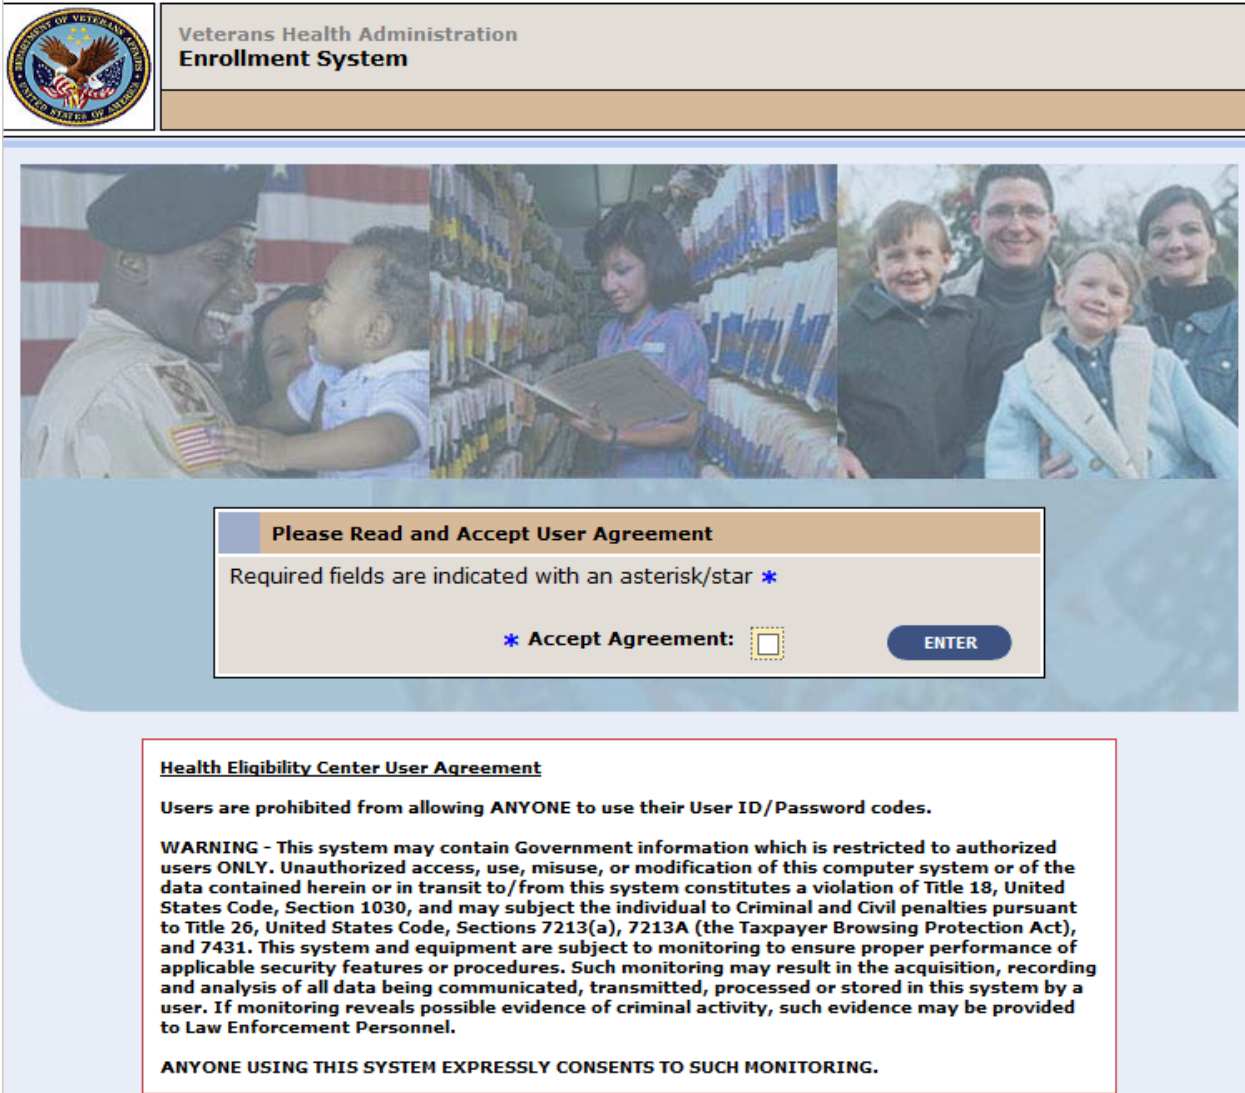 DEPARTMENT OF VETERANS AFFAIRS
UNITED STATES OF AMERICA
Veterans Health Administration
Enrollment System
Please Read and Accept User Agreement
Required fields are indicated with an asterisk/star *
* Accept Agreement:
ENTER
Health Eligibility Center User Agreement
Users are prohibited from allowing ANYONE to use their User ID/Password codes.
WARNING - This system may contain Government information which is restricted to authorized
users ONLY. Unauthorized access, use, misuse, or modification of this computer system or of the
data contained herein or in transit to/from this system constitutes a violation of Title 18, United
States Code, Section 1030, and may subject the individual to Criminal and Civil penalties pursuant
to Title 26, United States Code, Sections 7213(a), 7213A (the Taxpayer Browsing Protection Act),
and 7431. This system and equipment are subject to monitoring to ensure proper performance of
applicable security features or procedures. Such monitoring may result in the acquisition, recording
and analysis of all data being communicated, transmitted, processed or stored in this system by a
user. If monitoring reveals possible evidence of criminal activity, such evidence may be provided
to Law Enforcement Personnel.
ANYONE USING THIS SYSTEM EXPRESSLY CONSENTS TO SUCH MONITORING.